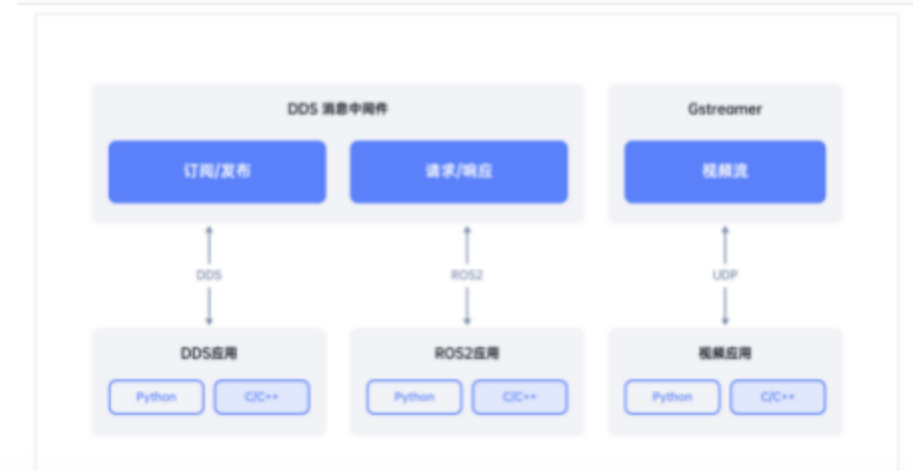 DDS 消息中间件
Gstreamer
订阅/发布
请求/响应
视频流
DDS
ROS2
UDP
DDS应用
ROS2应用
视频应用
Python
C/C++
Python
C/C++
Python
C/C++